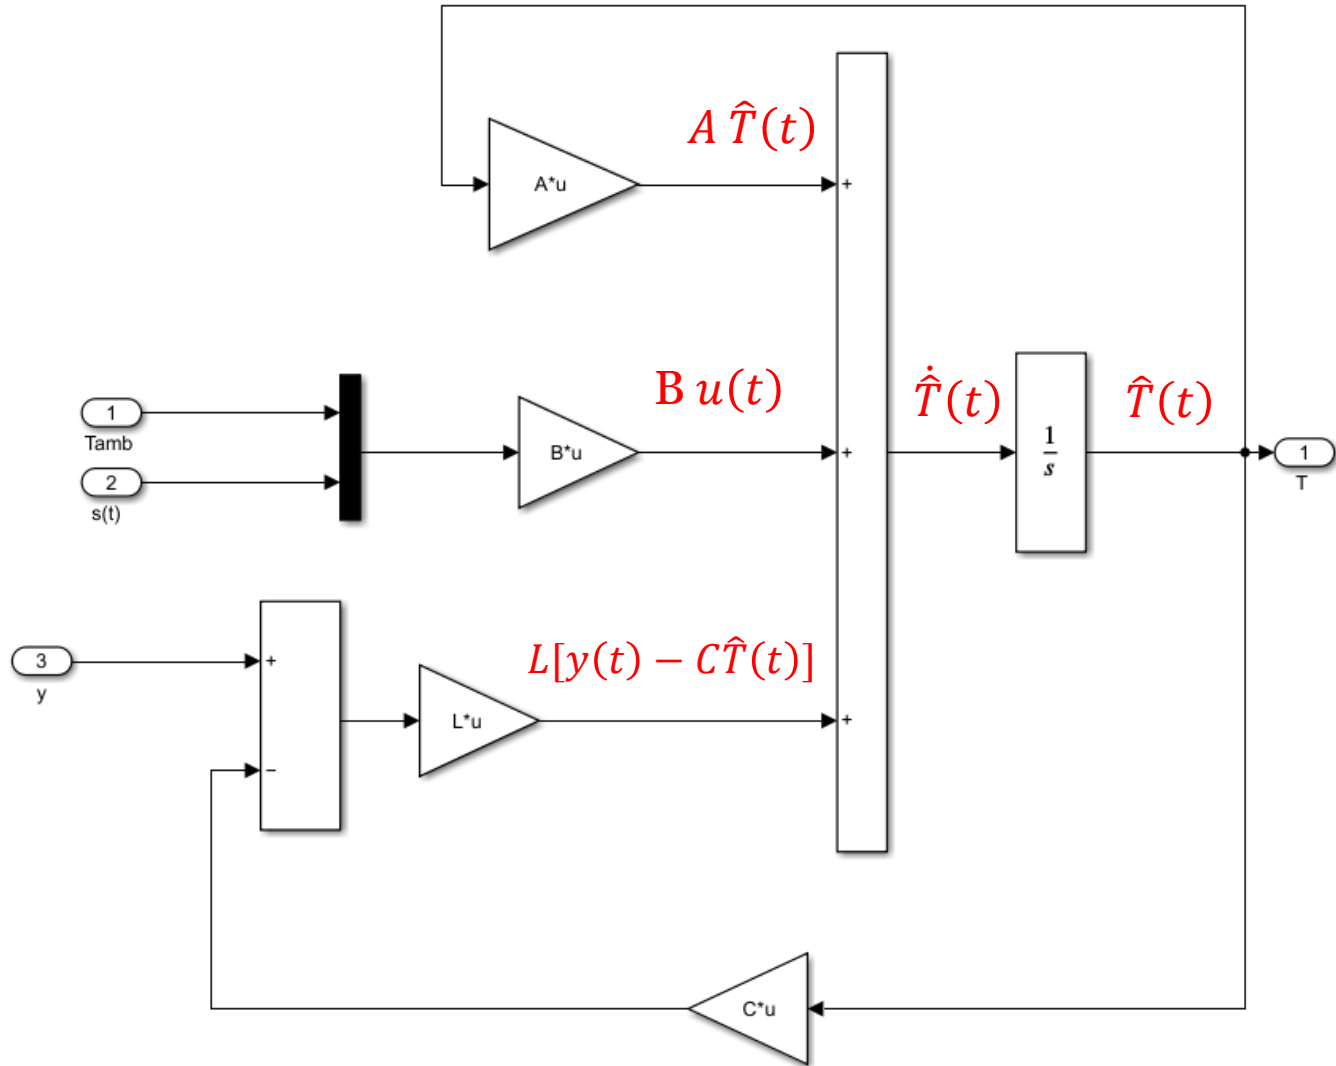 A T̂(t)
A*u
+
B u(t)
Ṫ̂(t)
T̂(t)
1
Tamb
2
s(t)
B*u
+
1
s
1
T
3
y
+
−
L*u
L[y(t) − CT̂(t)]
+
C*u